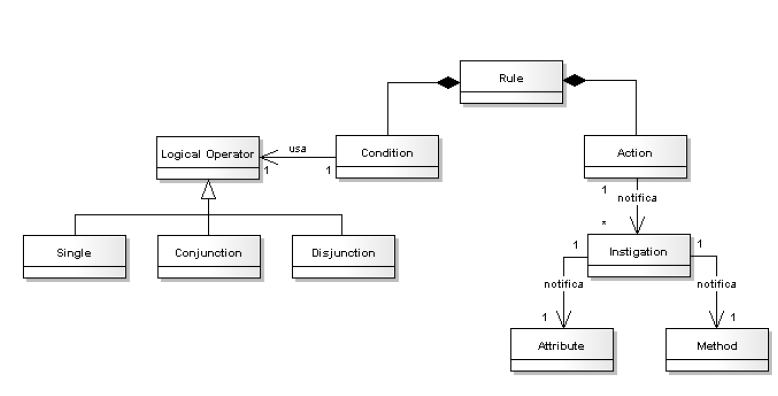 Rule
Logical Operator
usa
Condition
Action
1
1
1
notifica
*
Single
Conjunction
Disjunction
1
Instigation
1
notifica
notifica
1
1
Attribute
Method